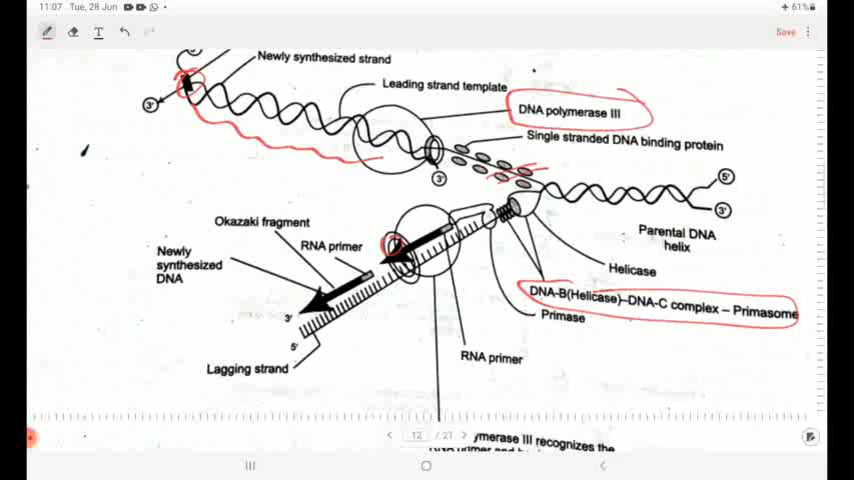 11:07 Tue, 28 Jun
61%
T
Save
Newly synthesized strand
Leading strand template
DNA polymerase III
Single stranded DNA binding protein
3'
3'
5'
3'
Parental DNA
helix
Okazaki fragment
RNA primer
Newly
synthesized
DNA
Helicase
DNA-B(Helicase)–DNA-C complex – Primasome
Primase
3'
5'
RNA primer
Lagging strand
12 / 21
ymerase III recognizes the